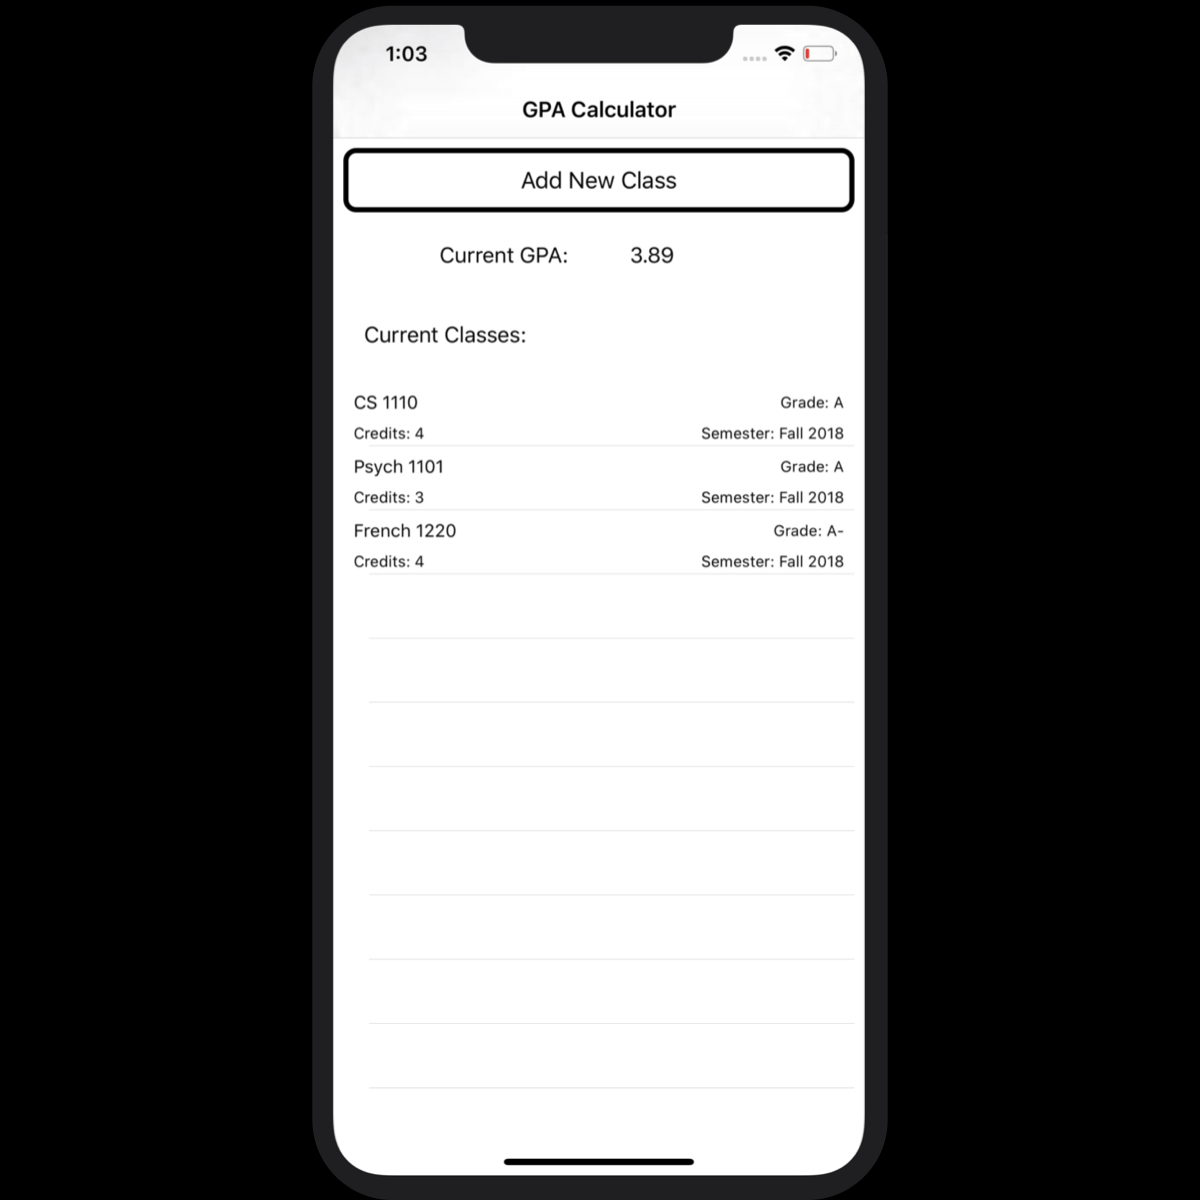 1:03
GPA Calculator
Add New Class
Current GPA: 3.89
Current Classes:
CS 1110 Grade: A
Credits: 4 Semester: Fall 2018
Psych 1101 Grade: A
Credits: 3 Semester: Fall 2018
French 1220 Grade: A-
Credits: 4 Semester: Fall 2018